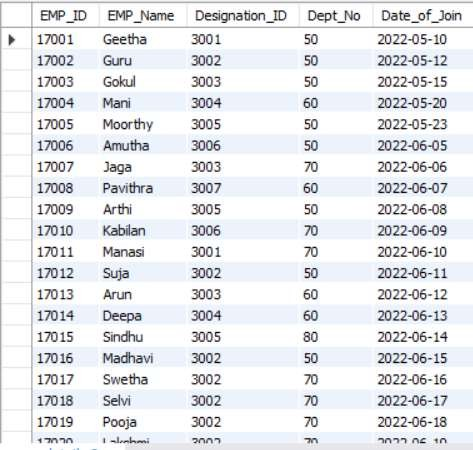 EMP_ID EMP_Name Designation_ID Dept_No Date_of_Join
17001 Geetha 3001 50 2022-05-10
17002 Guru 3002 50 2022-05-12
17003 Gokul 3003 50 2022-05-15
17004 Mani 3004 60 2022-05-20
17005 Moorthy 3005 50 2022-05-23
17006 Amutha 3006 50 2022-06-05
17007 Jaga 3003 70 2022-06-06
17008 Pavithra 3007 60 2022-06-07
17009 Arthi 3005 50 2022-06-08
17010 Kabilan 3006 70 2022-06-09
17011 Manasi 3001 70 2022-06-10
17012 Suja 3002 50 2022-06-11
17013 Arun 3003 60 2022-06-12
17014 Deepa 3004 60 2022-06-13
17015 Sindhu 3005 80 2022-06-14
17016 Madhavi 3002 50 2022-06-15
17017 Swetha 3002 70 2022-06-16
17018 Selvi 3002 70 2022-06-17
17019 Pooja 3002 70 2022-06-18
17020 Lakshmi 3002 70 2022-06-19